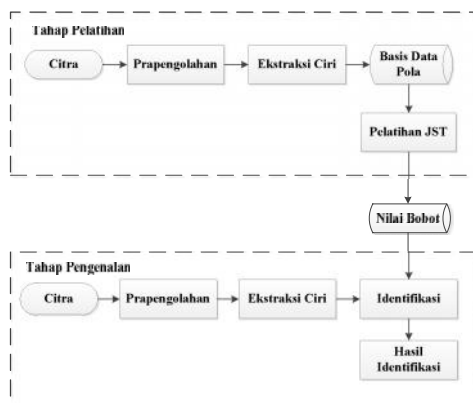 Tahap Pelatihan
Citra
Prapengolahan
Ekstraksi Ciri
Basis Data
Pola
Pelatihan JST
Nilai Bobot
Tahap Pengenalan
Citra
Prapengolahan
Ekstraksi Ciri
Identifikasi
Hasil
Identifikasi